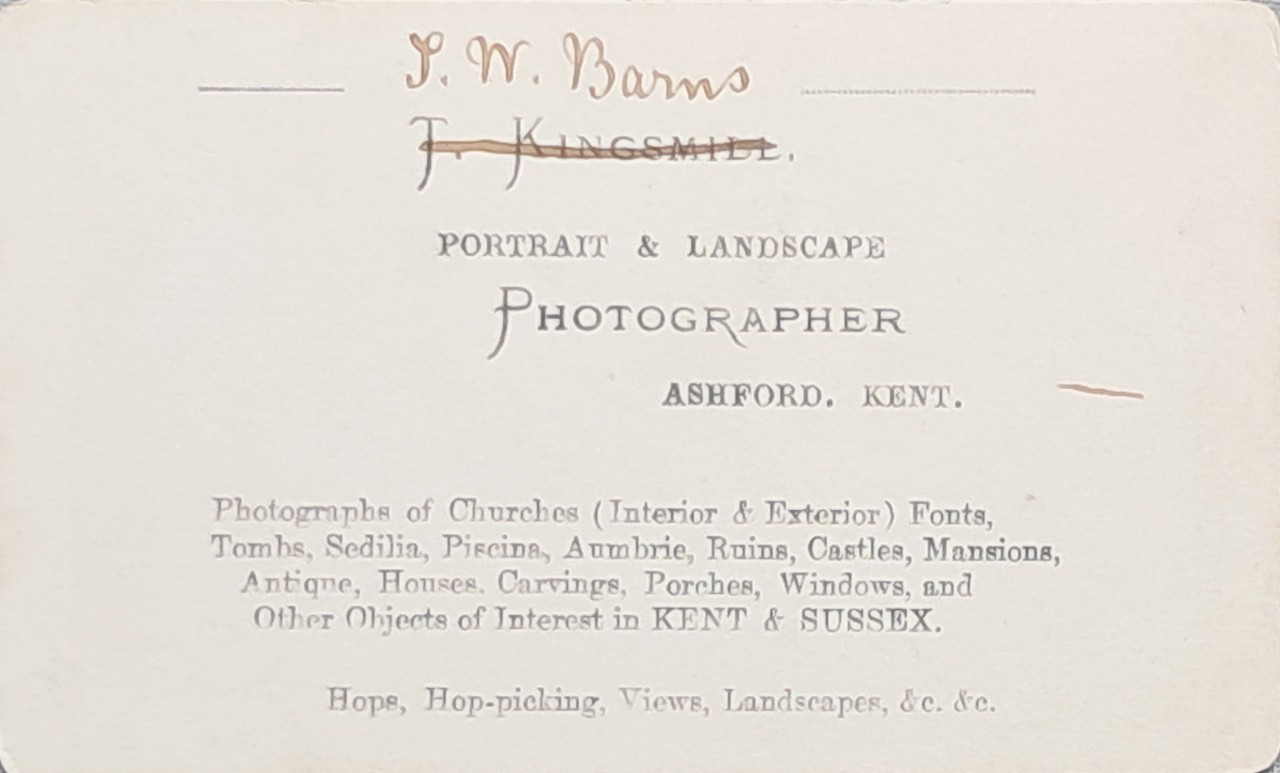 J. W. Barns
T. KINGSMILL.
PORTRAIT & LANDSCAPE
PHOTOGRAPHER
ASHFORD. KENT.
Photographs of Churches (Interior & Exterior) Fonts,
Tombs, Sedilia, Piscina, Aumbrie, Ruins, Castles, Mansions,
Antique, Houses. Carvings, Porches, Windows, and
Other Objects of Interest in KENT & SUSSEX.
Hops, Hop-picking, Views, Landscapes, &c. &c.